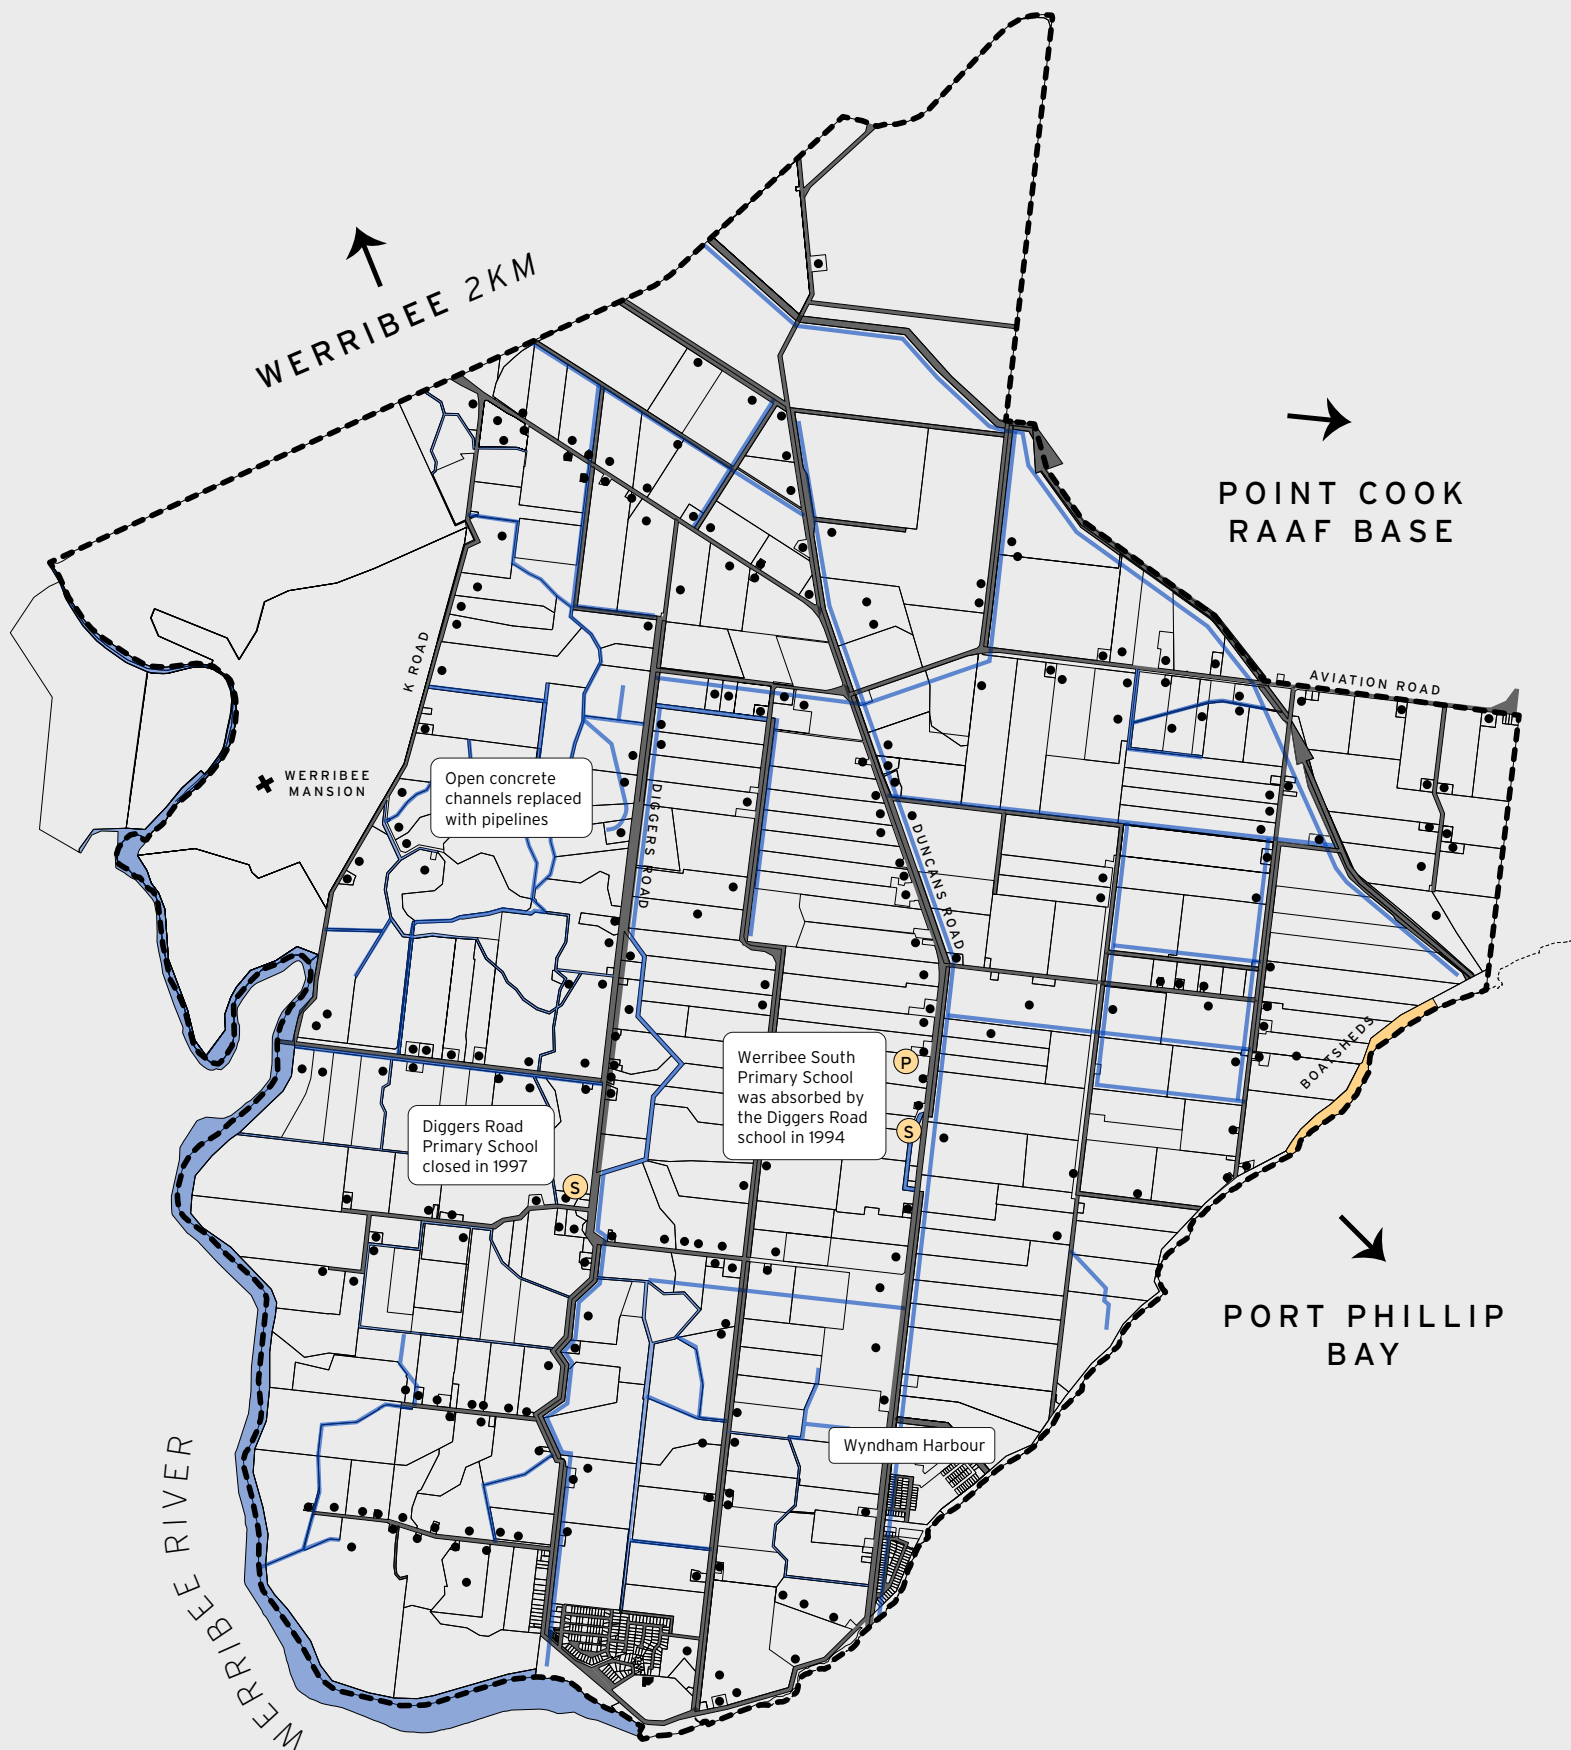 WERRIBEE 2KM
POINT COOK
RAAF BASE
K ROAD
AVIATION ROAD
WERRIBEE
MANSION
Open concrete
channels replaced
with pipelines
DIGGERS ROAD
DUNCANS ROAD
BOATSHEDS
Werribee South
Primary School
was absorbed by
the Diggers Road
school in 1994
P
S
Diggers Road
Primary School
closed in 1997
S
PORT PHILLIP
BAY
Wyndham Harbour
WERRIBEE RIVER